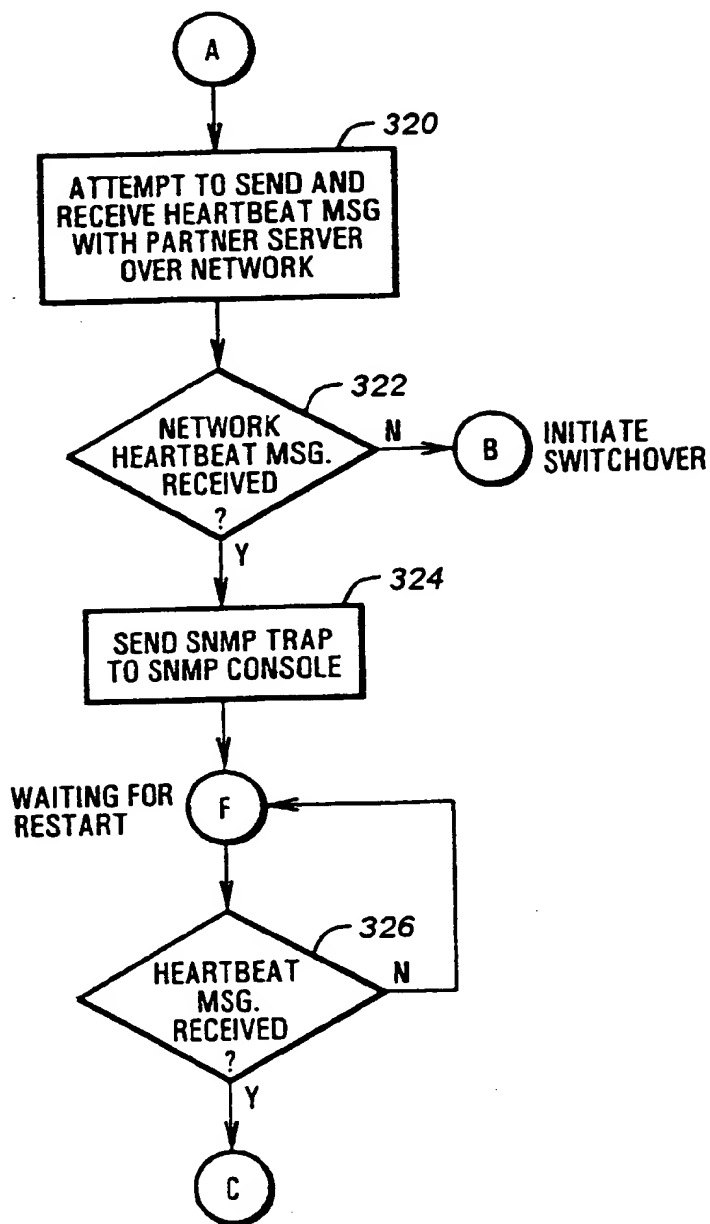 A
320
ATTEMPT TO SEND AND
RECEIVE HEARTBEAT MSG
WITH PARTNER SERVER
OVER NETWORK
322
NETWORK
HEARTBEAT MSG.
RECEIVED
?
N
B
INITIATE
SWITCHOVER
Y
324
SEND SNMP TRAP
TO SNMP CONSOLE
WAITING FOR
RESTART
F
326
HEARTBEAT
MSG.
RECEIVED
?
N
Y
C